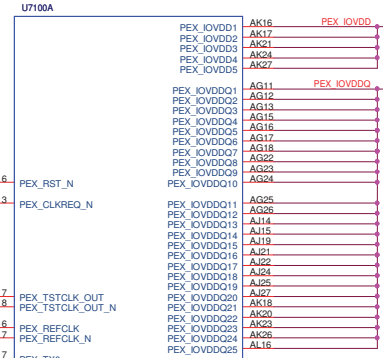 U7100A
PEX_IOVDD1 AK16 PEX_IOVDD
PEX_IOVDD2 AK17
PEX_IOVDD3 AK21
PEX_IOVDD4 AK24
PEX_IOVDD5 AK27
PEX_IOVDDQ1 AG11 PEX_IOVDDQ
PEX_IOVDDQ2 AG12
PEX_IOVDDQ3 AG13
PEX_IOVDDQ4 AG15
PEX_IOVDDQ5 AG16
PEX_IOVDDQ6 AG17
PEX_IOVDDQ7 AG18
PEX_IOVDDQ8 AG22
PEX_IOVDDQ9 AG23
6 PEX_RST_N PEX_IOVDDQ10 AG24
3 PEX_CLKREQ_N PEX_IOVDDQ11 AG25
PEX_IOVDDQ12 AG26
PEX_IOVDDQ13 AJ14
PEX_IOVDDQ14 AJ15
PEX_IOVDDQ15 AJ19
PEX_IOVDDQ16 AJ21
PEX_IOVDDQ17 AJ22
PEX_IOVDDQ18 AJ24
PEX_IOVDDQ19 AJ25
7 PEX_TSTCLK_OUT PEX_IOVDDQ20 AJ27
8 PEX_TSTCLK_OUT_N PEX_IOVDDQ21 AK18
PEX_IOVDDQ22 AK20
6 PEX_REFCLK PEX_IOVDDQ23 AK23
7 PEX_REFCLK_N PEX_IOVDDQ24 AK26
PEX_IOVDDQ25 AL16
7